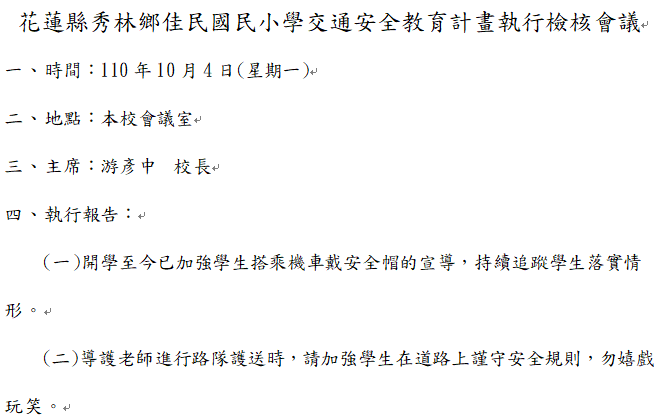 花蓮縣秀林鄉佳民國民小學交通安全教育計畫執行檢核會議
一、時間：110 年 10 月 4 日(星期一)
二、地點：本校會議室
三、主席：游彥中　校長
四、執行報告：
(一)開學至今已加強學生搭乘機車戴安全帽的宣導，持續追蹤學生落實情
形。
(二)導護老師進行路隊護送時，請加強學生在道路上謹守安全規則，勿嬉戲
玩笑。